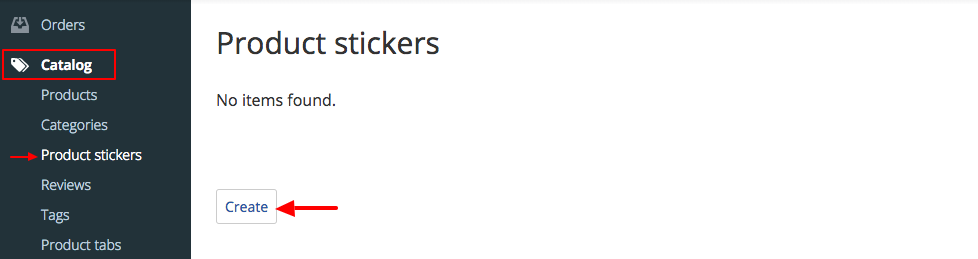 Orders
Catalog
Products
Categories
Product stickers
Reviews
Tags
Product tabs
Product stickers
No items found.
Create